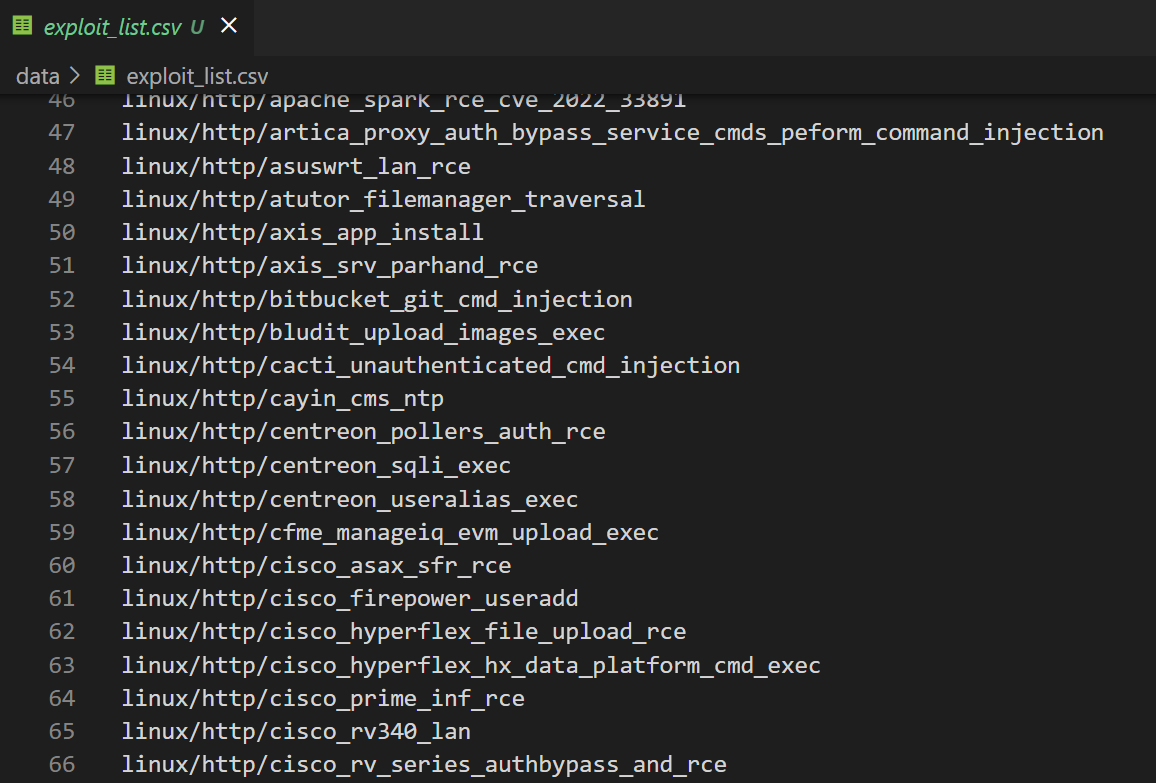 exploit_list.csv U ×
data > exploit_list.csv
46 linux/http/apache_spark_rce_cve_2022_33891
47 linux/http/artica_proxy_auth_bypass_service_cmds_peform_command_injection
48 linux/http/asuswrt_lan_rce
49 linux/http/atutor_filemanager_traversal
50 linux/http/axis_app_install
51 linux/http/axis_srv_parhand_rce
52 linux/http/bitbucket_git_cmd_injection
53 linux/http/bludit_upload_images_exec
54 linux/http/cacti_unauthenticated_cmd_injection
55 linux/http/cayin_cms_ntp
56 linux/http/centreon_pollers_auth_rce
57 linux/http/centreon_sqli_exec
58 linux/http/centreon_useralias_exec
59 linux/http/cfme_manageiq_evm_upload_exec
60 linux/http/cisco_asax_sfr_rce
61 linux/http/cisco_firepower_useradd
62 linux/http/cisco_hyperflex_file_upload_rce
63 linux/http/cisco_hyperflex_hx_data_platform_cmd_exec
64 linux/http/cisco_prime_inf_rce
65 linux/http/cisco_rv340_lan
66 linux/http/cisco_rv_series_authbypass_and_rce